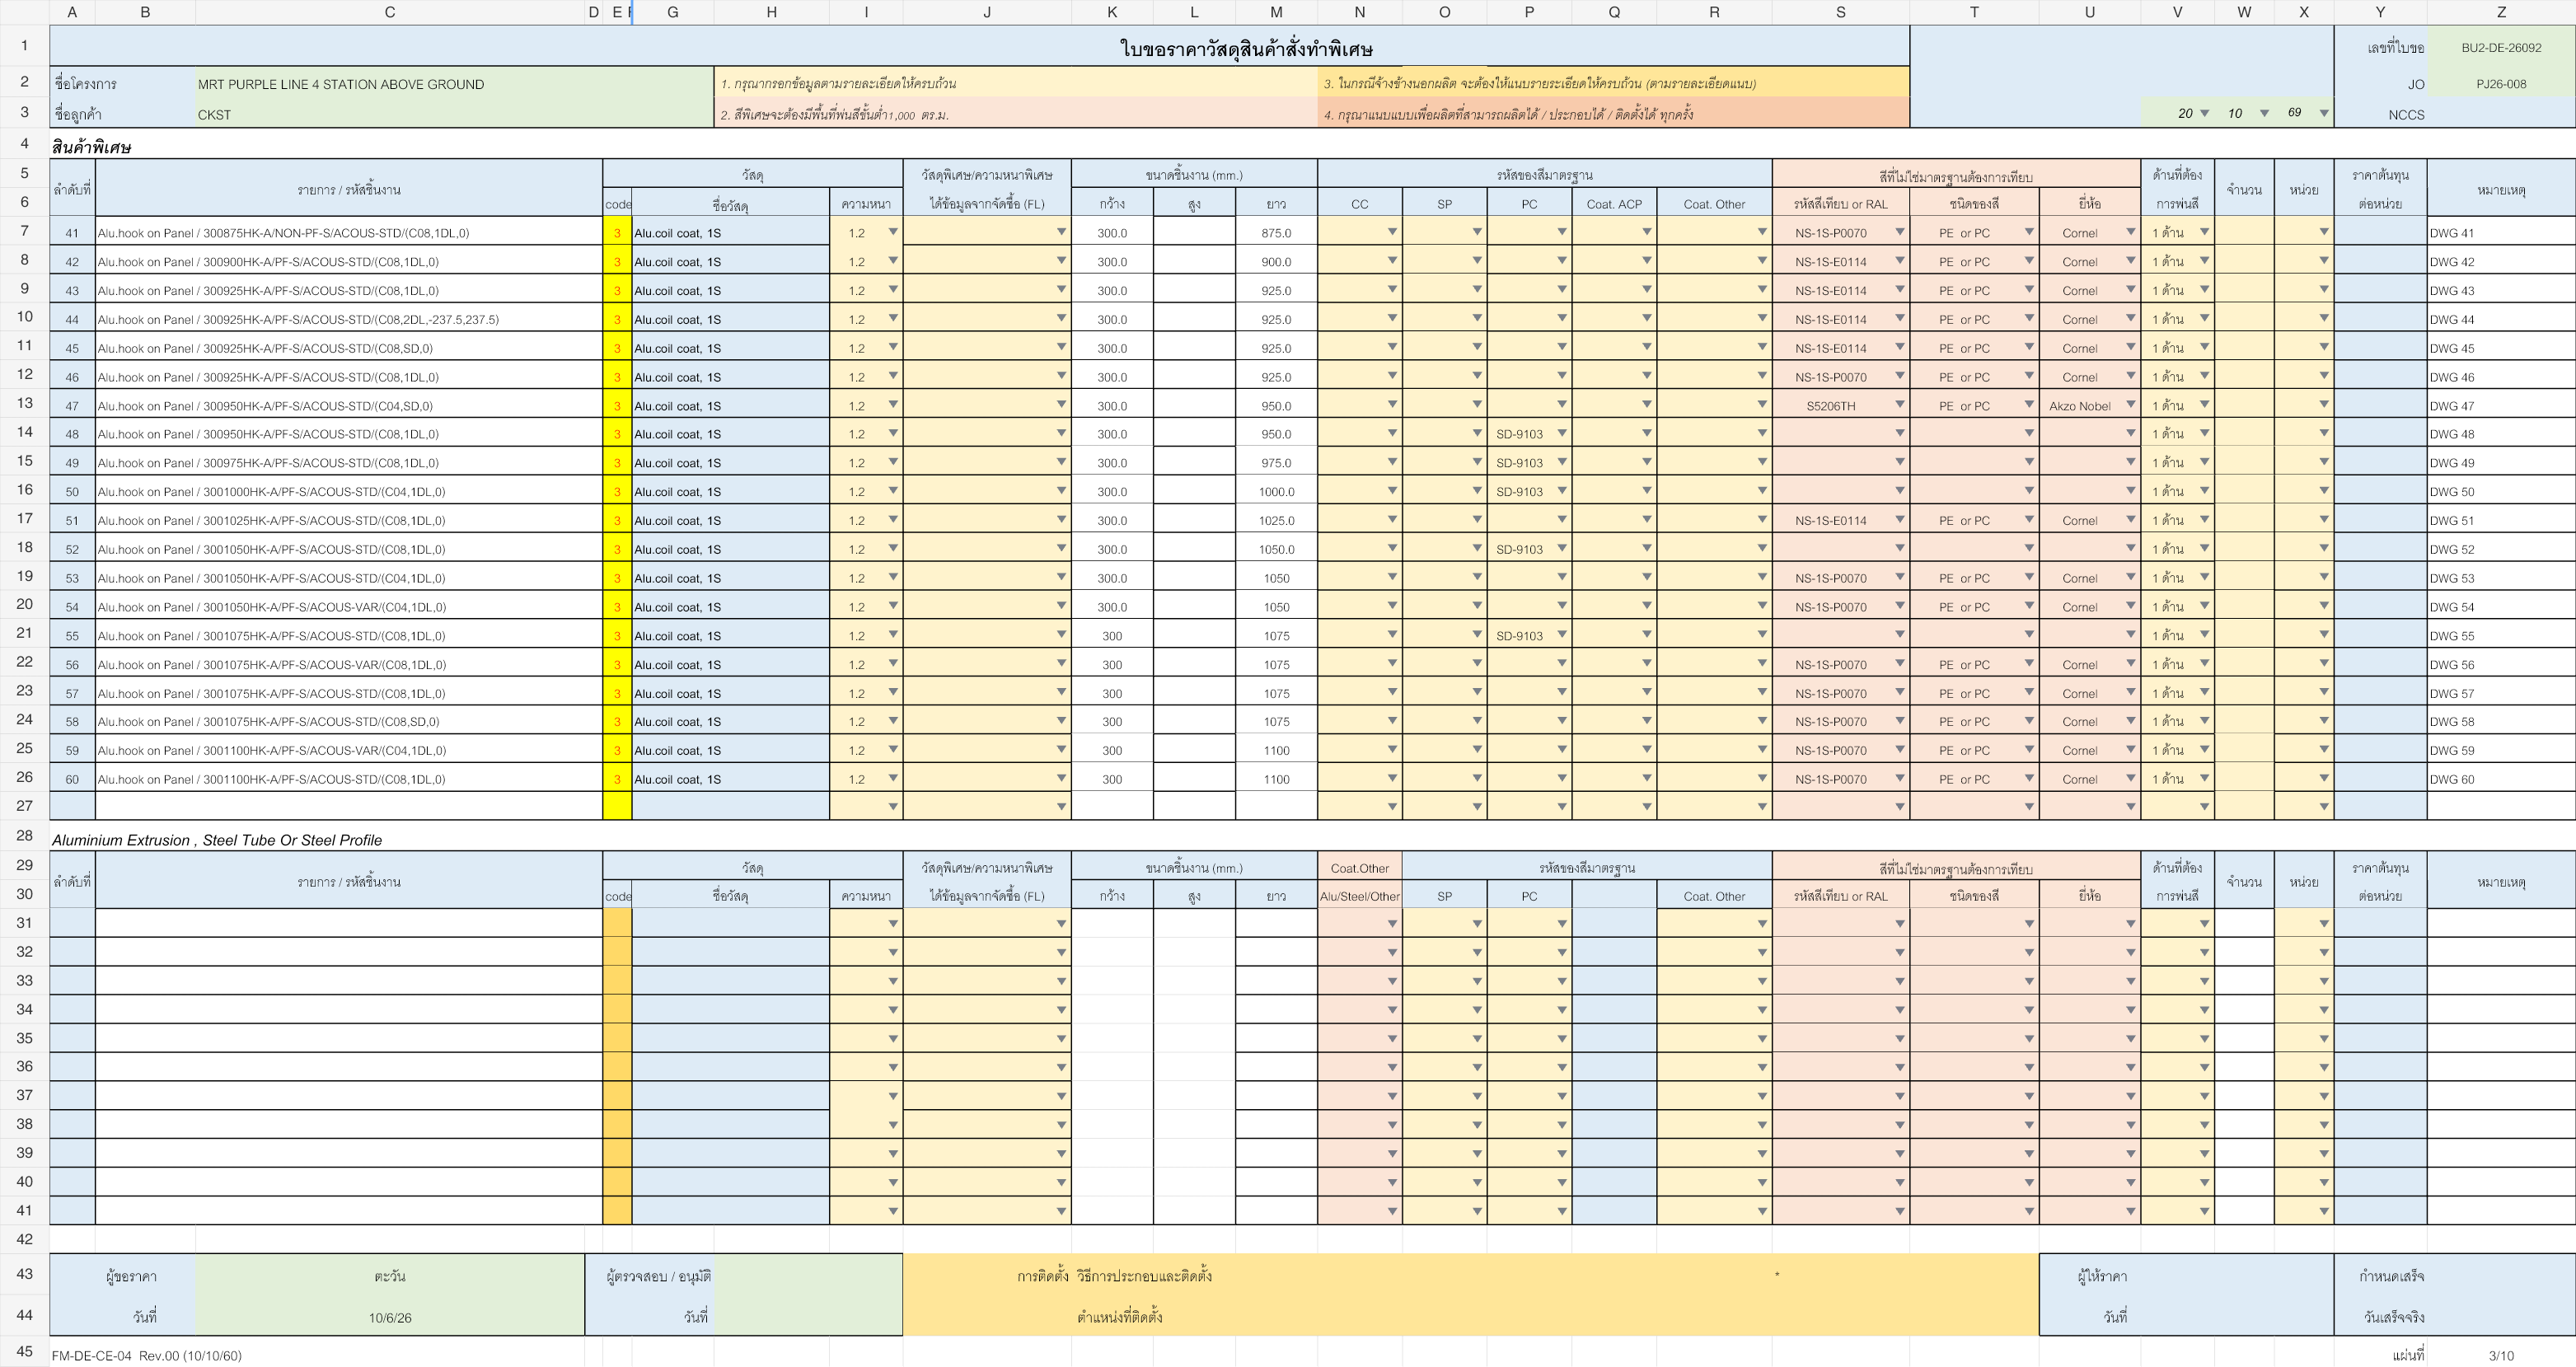 A B C D E F G H I J K L M N O P Q R S T U V W X Y Z
1 ใบขอราคาวัสดุสินค้าสั่งทำพิเศษ เลขที่ใบขอ BU2-DE-26092
2 ชื่อโครงการ MRT PURPLE LINE 4 STATION ABOVE GROUND 1. กรุณากรอกข้อมูลตามรายละเอียดให้ครบถ้วน 3. ในกรณีจ้างข้างนอกผลิต จะต้องให้แนบรายระเอียดให้ครบถ้วน (ตามรายละเอียดแนบ) JO PJ26-008
3 ชื่อลูกค้า CKST 2. สีพิเศษจะต้องมีพื้นที่พ่นสีขั้นต่ำ1,000 ตร.ม. 4. กรุณาแนบแบบเพื่อผลิตที่สามารถผลิตได้ / ประกอบได้ / ติดตั้งได้ ทุกครั้ง 20 10 69 NCCS
4 สินค้าพิเศษ
5 ลำดับที่ รายการ / รหัสชิ้นงาน วัสดุ วัสดุพิเศษ/ความหนาพิเศษ ขนาดชิ้นงาน (mm.) รหัสของสีมาตรฐาน สีที่ไม่ใช่มาตรฐานต้องการเทียบ ด้านที่ต้อง จำนวน หน่วย ราคาต้นทุน หมายเหตุ
6 code ชื่อวัสดุ ความหนา ได้ข้อมูลจากจัดซื้อ (FL) กว้าง สูง ยาว CC SP PC Coat. ACP Coat. Other รหัสสีเทียบ or RAL ชนิดของสี ยี่ห้อ การพ่นสี ต่อหน่วย
7 41 Alu.hook on Panel / 300875HK-A/NON-PF-S/ACOUS-STD/(C08,1DL,0) 3 Alu.coil coat, 1S 1.2 300.0 875.0 NS-1S-P0070 PE or PC Cornel 1 ด้าน DWG 41
8 42 Alu.hook on Panel / 300900HK-A/PF-S/ACOUS-STD/(C08,1DL,0) 3 Alu.coil coat, 1S 1.2 300.0 900.0 NS-1S-E0114 PE or PC Cornel 1 ด้าน DWG 42
9 43 Alu.hook on Panel / 300925HK-A/PF-S/ACOUS-STD/(C08,1DL,0) 3 Alu.coil coat, 1S 1.2 300.0 925.0 NS-1S-E0114 PE or PC Cornel 1 ด้าน DWG 43
10 44 Alu.hook on Panel / 300925HK-A/PF-S/ACOUS-STD/(C08,2DL,-237.5,237.5) 3 Alu.coil coat, 1S 1.2 300.0 925.0 NS-1S-E0114 PE or PC Cornel 1 ด้าน DWG 44
11 45 Alu.hook on Panel / 300925HK-A/PF-S/ACOUS-STD/(C08,SD,0) 3 Alu.coil coat, 1S 1.2 300.0 925.0 NS-1S-E0114 PE or PC Cornel 1 ด้าน DWG 45
12 46 Alu.hook on Panel / 300925HK-A/PF-S/ACOUS-STD/(C08,1DL,0) 3 Alu.coil coat, 1S 1.2 300.0 925.0 NS-1S-P0070 PE or PC Cornel 1 ด้าน DWG 46
13 47 Alu.hook on Panel / 300950HK-A/PF-S/ACOUS-STD/(C04,SD,0) 3 Alu.coil coat, 1S 1.2 300.0 950.0 S5206TH PE or PC Akzo Nobel 1 ด้าน DWG 47
14 48 Alu.hook on Panel / 300950HK-A/PF-S/ACOUS-STD/(C08,1DL,0) 3 Alu.coil coat, 1S 1.2 300.0 950.0 SD-9103 1 ด้าน DWG 48
15 49 Alu.hook on Panel / 300975HK-A/PF-S/ACOUS-STD/(C08,1DL,0) 3 Alu.coil coat, 1S 1.2 300.0 975.0 SD-9103 1 ด้าน DWG 49
16 50 Alu.hook on Panel / 3001000HK-A/PF-S/ACOUS-STD/(C04,1DL,0) 3 Alu.coil coat, 1S 1.2 300.0 1000.0 SD-9103 1 ด้าน DWG 50
17 51 Alu.hook on Panel / 3001025HK-A/PF-S/ACOUS-STD/(C08,1DL,0) 3 Alu.coil coat, 1S 1.2 300.0 1025.0 NS-1S-E0114 PE or PC Cornel 1 ด้าน DWG 51
18 52 Alu.hook on Panel / 3001050HK-A/PF-S/ACOUS-STD/(C08,1DL,0) 3 Alu.coil coat, 1S 1.2 300.0 1050.0 SD-9103 1 ด้าน DWG 52
19 53 Alu.hook on Panel / 3001050HK-A/PF-S/ACOUS-STD/(C04,1DL,0) 3 Alu.coil coat, 1S 1.2 300.0 1050 NS-1S-P0070 PE or PC Cornel 1 ด้าน DWG 53
20 54 Alu.hook on Panel / 3001050HK-A/PF-S/ACOUS-VAR/(C04,1DL,0) 3 Alu.coil coat, 1S 1.2 300.0 1050 NS-1S-P0070 PE or PC Cornel 1 ด้าน DWG 54
21 55 Alu.hook on Panel / 3001075HK-A/PF-S/ACOUS-STD/(C08,1DL,0) 3 Alu.coil coat, 1S 1.2 300 1075 SD-9103 1 ด้าน DWG 55
22 56 Alu.hook on Panel / 3001075HK-A/PF-S/ACOUS-VAR/(C08,1DL,0) 3 Alu.coil coat, 1S 1.2 300 1075 NS-1S-P0070 PE or PC Cornel 1 ด้าน DWG 56
23 57 Alu.hook on Panel / 3001075HK-A/PF-S/ACOUS-STD/(C08,1DL,0) 3 Alu.coil coat, 1S 1.2 300 1075 NS-1S-P0070 PE or PC Cornel 1 ด้าน DWG 57
24 58 Alu.hook on Panel / 3001075HK-A/PF-S/ACOUS-STD/(C08,SD,0) 3 Alu.coil coat, 1S 1.2 300 1075 NS-1S-P0070 PE or PC Cornel 1 ด้าน DWG 58
25 59 Alu.hook on Panel / 3001100HK-A/PF-S/ACOUS-VAR/(C04,1DL,0) 3 Alu.coil coat, 1S 1.2 300 1100 NS-1S-P0070 PE or PC Cornel 1 ด้าน DWG 59
26 60 Alu.hook on Panel / 3001100HK-A/PF-S/ACOUS-STD/(C08,1DL,0) 3 Alu.coil coat, 1S 1.2 300 1100 NS-1S-P0070 PE or PC Cornel 1 ด้าน DWG 60
27
28 Aluminium Extrusion , Steel Tube Or Steel Profile
29 ลำดับที่ รายการ / รหัสชิ้นงาน วัสดุ วัสดุพิเศษ/ความหนาพิเศษ ขนาดชิ้นงาน (mm.) Coat.Other รหัสของสีมาตรฐาน สีที่ไม่ใช่มาตรฐานต้องการเทียบ ด้านที่ต้อง จำนวน หน่วย ราคาต้นทุน หมายเหตุ
30 code ชื่อวัสดุ ความหนา ได้ข้อมูลจากจัดซื้อ (FL) กว้าง สูง ยาว Alu/Steel/Other SP PC Coat. Other รหัสสีเทียบ or RAL ชนิดของสี ยี่ห้อ การพ่นสี ต่อหน่วย
31
32
33
34
35
36
37
38
39
40
41
42
43 ผู้ขอราคา ตะวัน ผู้ตรวจสอบ / อนุมัติ การติดตั้ง วิธีการประกอบและติดตั้ง * ผู้ให้ราคา กำหนดเสร็จ
44 วันที่ 10/6/26 วันที่ ตำแหน่งที่ติดตั้ง วันที่ วันเสร็จจริง
45 FM-DE-CE-04 Rev.00 (10/10/60) แผ่นที่ 3/10